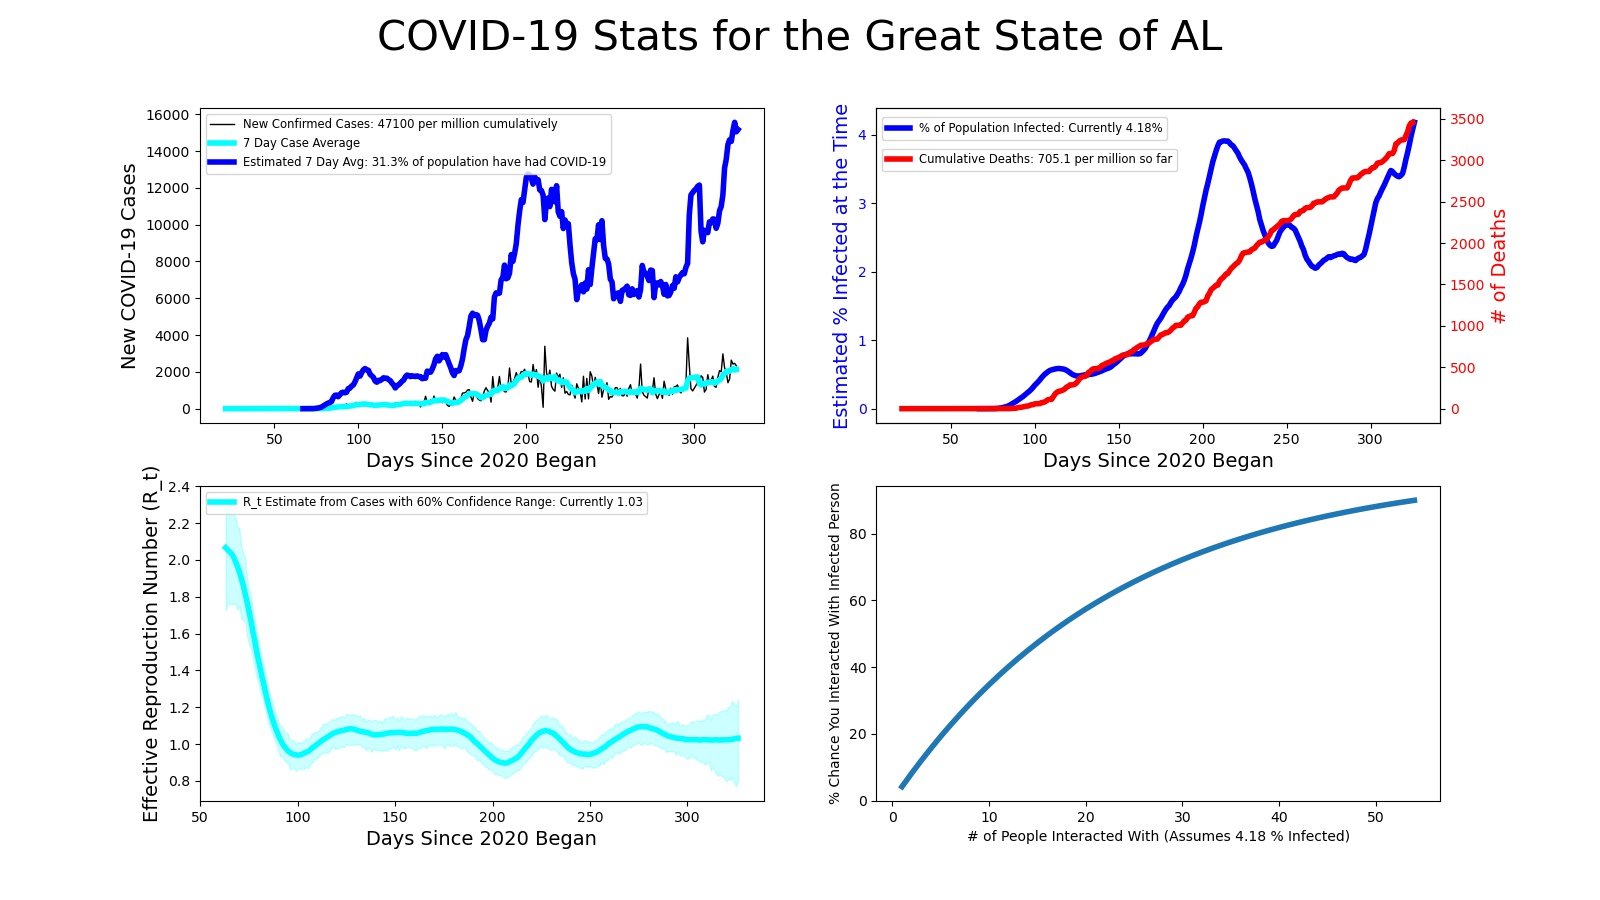 COVID-19 Stats for the Great State of AL
New COVID-19 Cases
16000
14000
12000
10000
8000
6000
4000
2000
0
New Confirmed Cases: 47100 per million cumulatively
7 Day Case Average
Estimated 7 Day Avg: 31.3% of population have had COVID-19
50 100 150 200 250 300
Days Since 2020 Began
Estimated % Infected at the Time
4
3
2
1
0
% of Population Infected: Currently 4.18%
Cumulative Deaths: 705.1 per million so far
3500
3000
2500
2000
1500
1000
500
0
# of Deaths
50 100 150 200 250 300
Days Since 2020 Began
Effective Reproduction Number (R_t)
2.4
2.2
2.0
1.8
1.6
1.4
1.2
1.0
0.8
R_t Estimate from Cases with 60% Confidence Range: Currently 1.03
50 100 150 200 250 300
Days Since 2020 Began
% Chance You Interacted With Infected Person
80
60
40
20
0
0 10 20 30 40 50
# of People Interacted With (Assumes 4.18 % Infected)